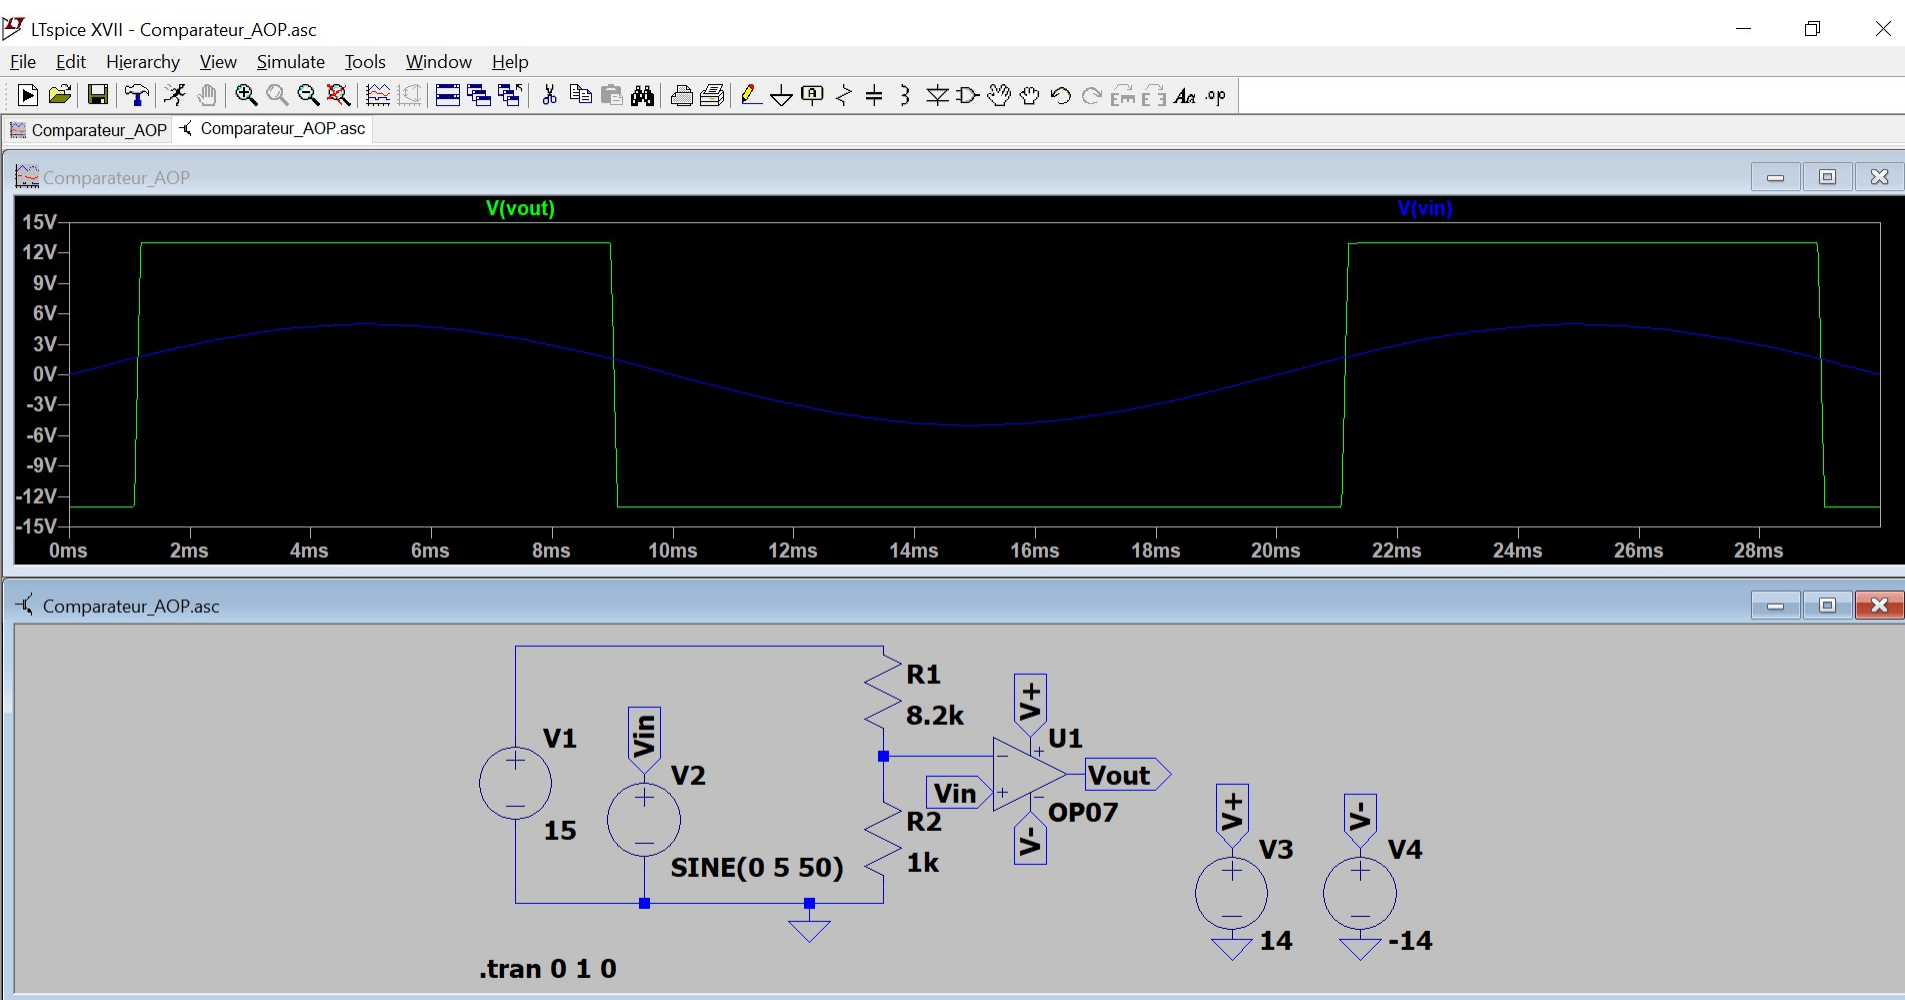 LTspice XVII - Comparateur_AOP.asc
File Edit Hierarchy View Simulate Tools Window Help
Aa .op
Comparateur_AOP Comparateur_AOP.asc
Comparateur_AOP
V(vout) V(vin)
15V
12V
9V
6V
3V
0V
-3V
-6V
-9V
-12V
-15V
0ms 2ms 4ms 6ms 8ms 10ms 12ms 14ms 16ms 18ms 20ms 22ms 24ms 26ms 28ms
Comparateur_AOP.asc
R1
8.2k
V+
Vin
V1
U1
V2
Vout
Vin
15
R2
OP07
V-
1k
SINE(0 5 50)
V+
V-
V3
V4
14
-14
.tran 0 1 0